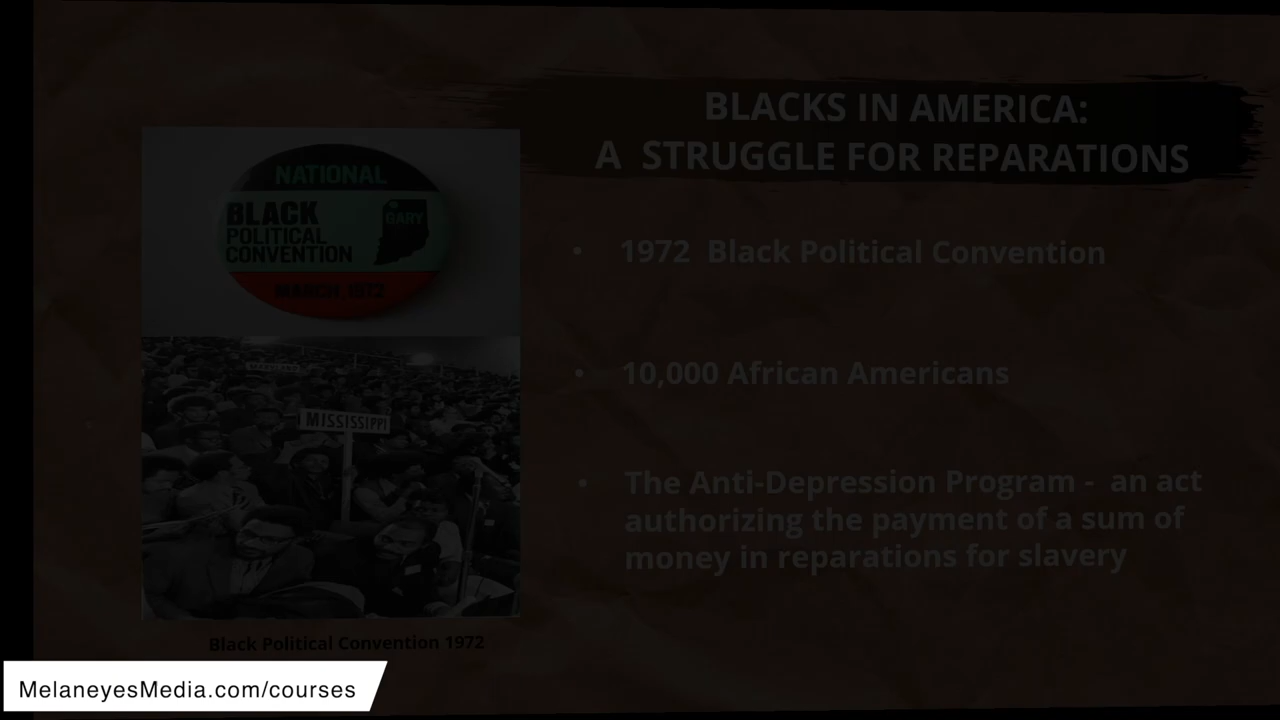 BLACKS IN AMERICA:
A STRUGGLE FOR REPARATIONS
NATIONAL
BLACK
POLITICAL
CONVENTION
GARY
MARCH, 1972
• 1972 Black Political Convention
MARYLAND
MISSISSIPPI
• 10,000 African Americans
• The Anti-Depression Program - an act
authorizing the payment of a sum of
money in reparations for slavery
Black Political Convention 1972
MelaneyesMedia.com/courses